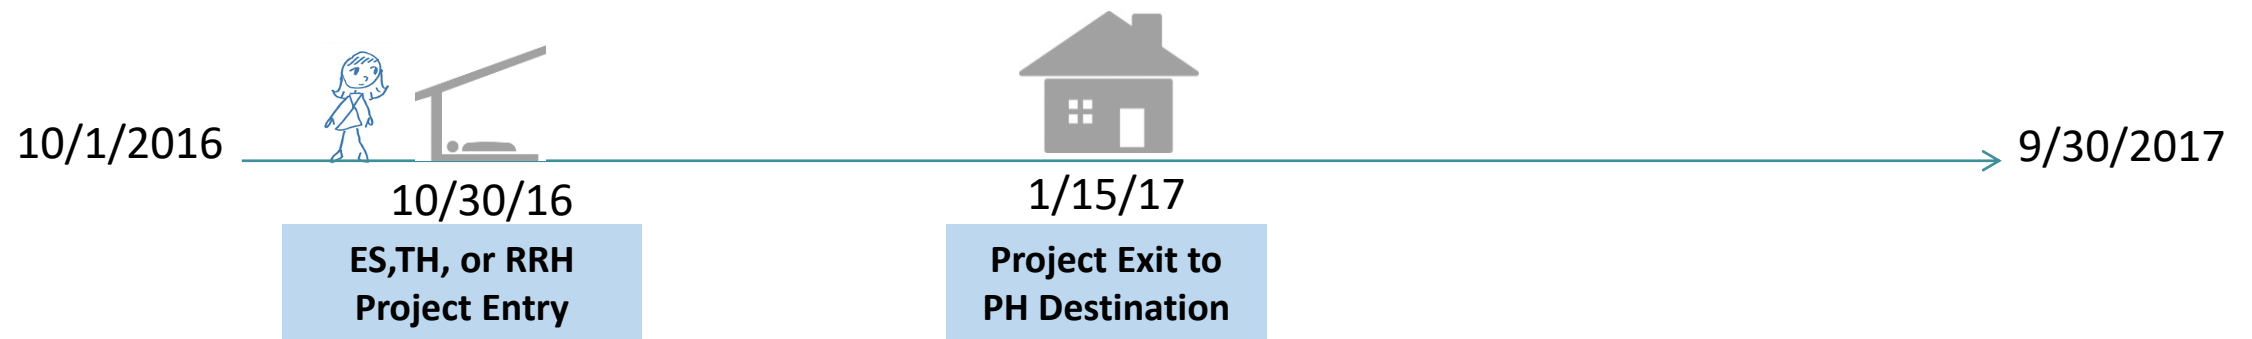 10/1/2016
9/30/2017
10/30/16
1/15/17
ES,TH, or RRH
Project Entry
Project Exit to
PH Destination